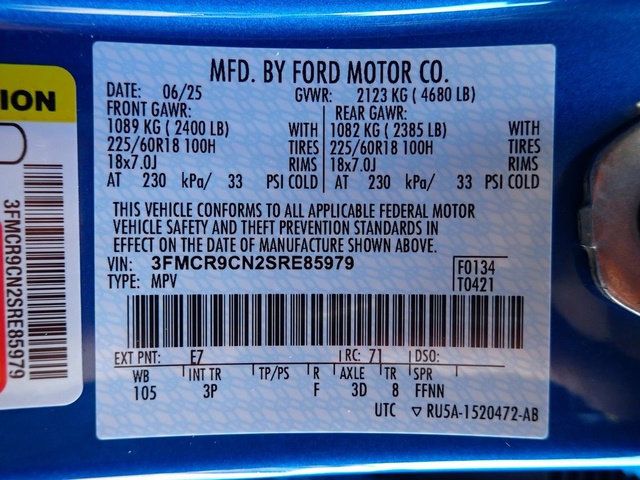 MFD. BY FORD MOTOR CO.
DATE: 06/25 GVWR: 2123 KG ( 4680 LB)
FRONT GAWR: REAR GAWR:
1089 KG ( 2400 LB) WITH 1082 KG ( 2385 LB) WITH
225/60R18 100H TIRES 225/60R18 100H TIRES
18x7.0J RIMS 18x7.0J RIMS
AT 230 kPa/ 33 PSI COLD AT 230 kPa/ 33 PSI COLD
THIS VEHICLE CONFORMS TO ALL APPLICABLE FEDERAL MOTOR
VEHICLE SAFETY AND THEFT PREVENTION STANDARDS IN
EFFECT ON THE DATE OF MANUFACTURE SHOWN ABOVE.
VIN: 3FMCR9CN2SRE85979 F0134
TYPE: MPV T0421
EXT PNT: E7 RC: 71 DSO:
WB INT TR TP/PS R AXLE TR SPR
105 3P F 3D 8 FFNN
UTC ▽ RU5A-1520472-AB
ION
3FMCR9CN2SRE85979